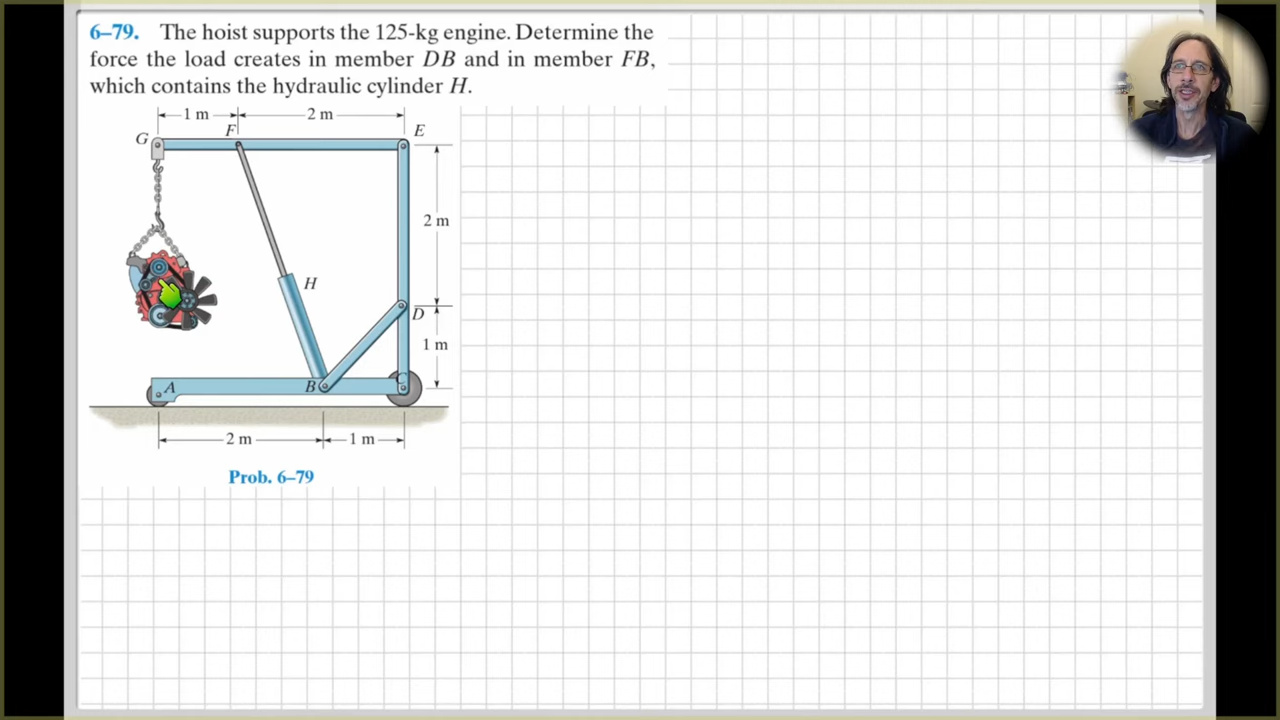 6–79. The hoist supports the 125-kg engine. Determine the
force the load creates in member DB and in member FB,
which contains the hydraulic cylinder H.
1 m
2 m
G
F
E
2 m
H
D
1 m
A
B
C
2 m
1 m
Prob. 6–79